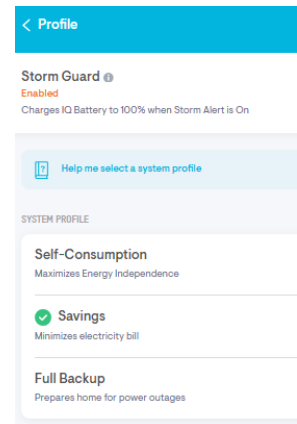 Profile
Storm Guard
Enabled
Charges IQ Battery to 100% when Storm Alert is On
Help me select a system profile
SYSTEM PROFILE
Self-Consumption
Maximizes Energy Independence
Savings
Minimizes electricity bill
Full Backup
Prepares home for power outages